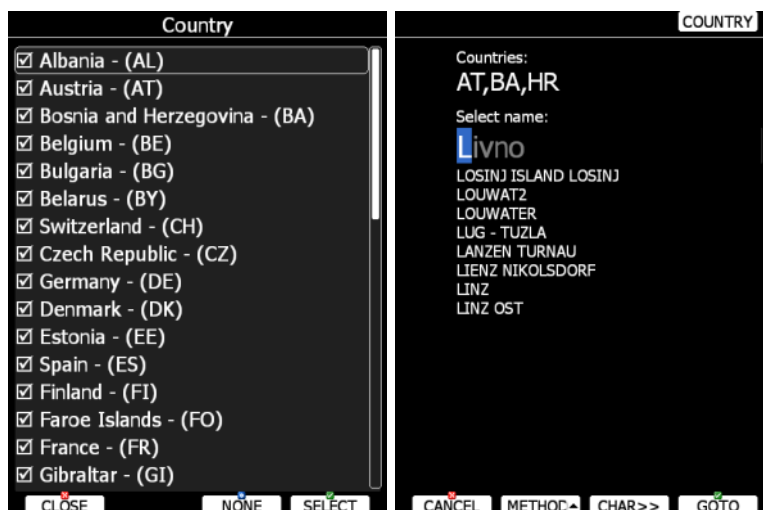 Country
Albania - (AL)
Austria - (AT)
Bosnia and Herzegovina - (BA)
Belgium - (BE)
Bulgaria - (BG)
Belarus - (BY)
Switzerland - (CH)
Czech Republic - (CZ)
Germany - (DE)
Denmark - (DK)
Estonia - (EE)
Spain - (ES)
Finland - (FI)
Faroe Islands - (FO)
France - (FR)
Gibraltar - (GI)
CLOSE NONE SELECT
COUNTRY
Countries:
AT,BA,HR
Select name:
Livno
LOSINJ ISLAND LOSINJ
LOUWAT2
LOUWATER
LUG - TUZLA
LANZEN TURNAU
LIENZ NIKOLSDORF
LINZ
LINZ OST
CANCEL METHOD CHAR>> GOTO